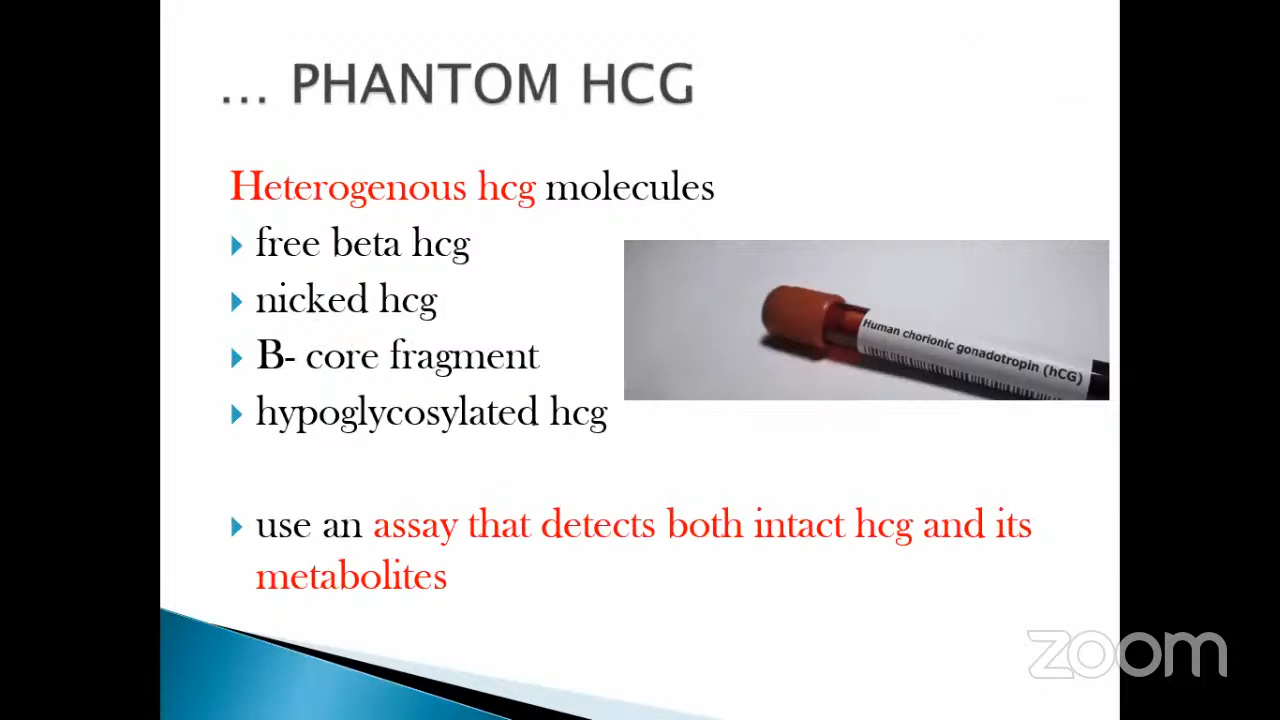 ... PHANTOM HCG
Heterogenous hcg molecules
free beta hcg
nicked hcg
B- core fragment
hypoglycosylated hcg
Human chorionic gonadotropin (hCG)
use an assay that detects both intact hcg and its
metabolites
zoom